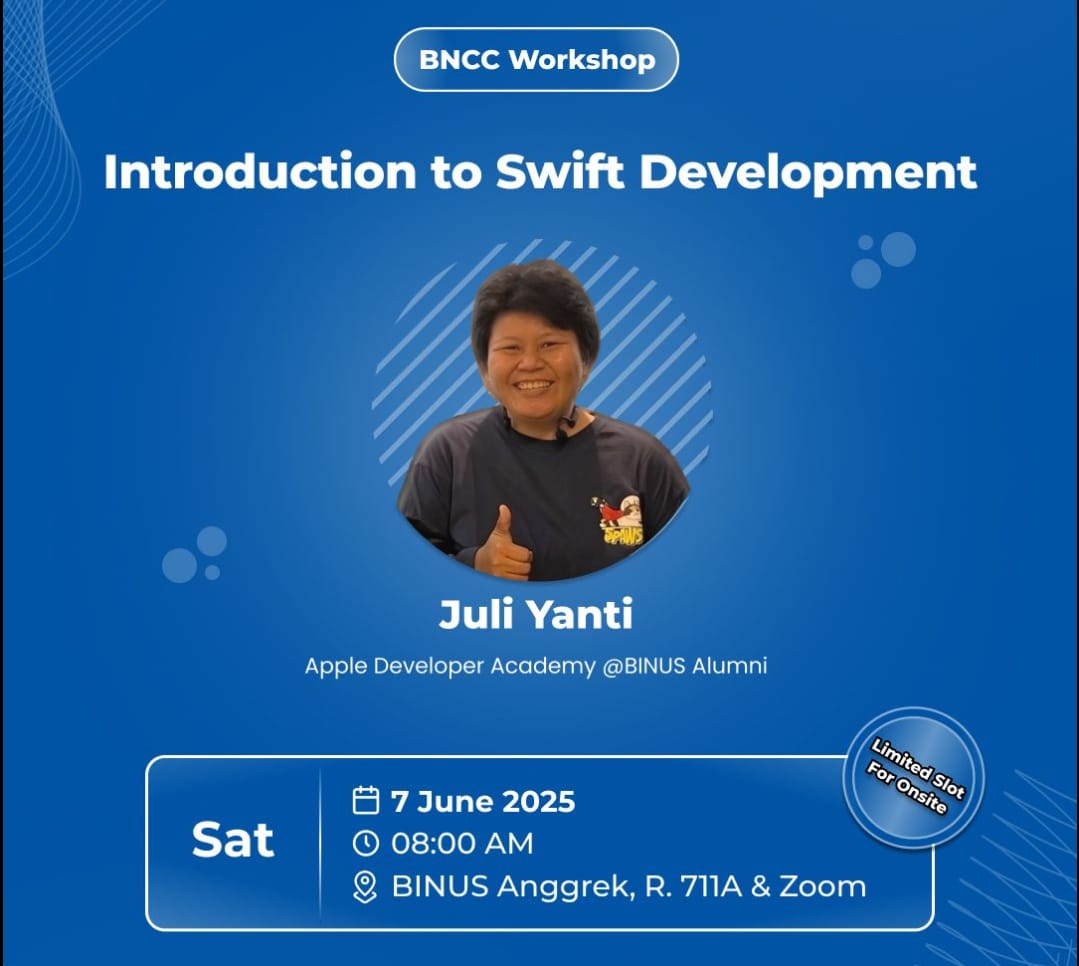 BNCC Workshop
Introduction to Swift Development
SPAWS
Juli Yanti
Apple Developer Academy @BINUS Alumni
Limited Slot
For Onsite
Sat
7 June 2025
08:00 AM
BINUS Anggrek, R. 711A & Zoom